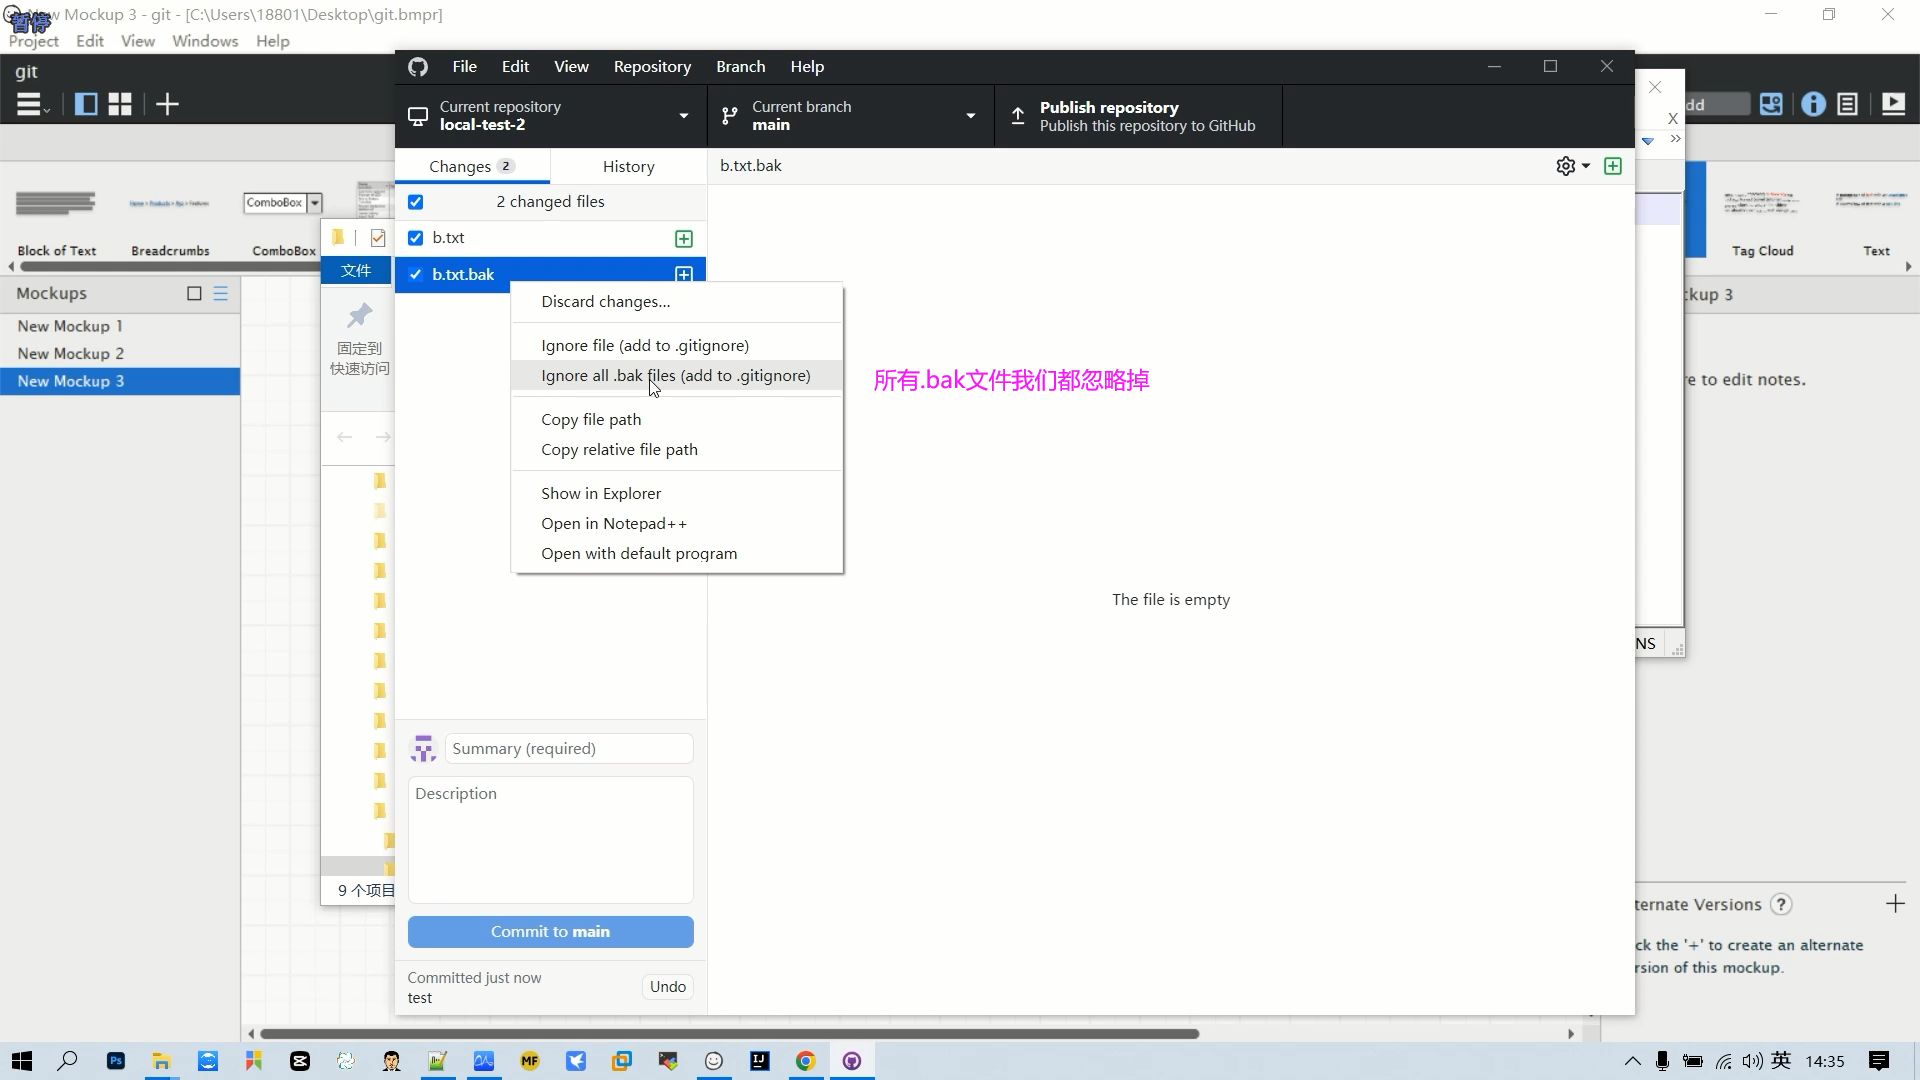 New Mockup 3 - git - [C:\Users\18801\Desktop\git.bmpr]
暂停
Project Edit View Windows Help
git
File Edit View Repository Branch Help
Current repository
local-test-2
Current branch
main
Publish repository
Publish this repository to GitHub
dd
X
Changes 2
History
b.txt.bak
2 changed files
b.txt
b.txt.bak
Discard changes...
Ignore file (add to .gitignore)
Ignore all .bak files (add to .gitignore)
Copy file path
Copy relative file path
Show in Explorer
Open in Notepad++
Open with default program
所有.bak文件我们都忽略掉
The file is empty
ComboBox
Block of Text
Breadcrumbs
ComboBox
Tag Cloud
Text
Mockups
New Mockup 1
New Mockup 2
New Mockup 3
文件
固定到
快速访问
9 个项目
kup 3
re to edit notes.
NS
Summary (required)
Description
Commit to main
Committed just now
test
Undo
ternate Versions ?
ck the '+' to create an alternate
rsion of this mockup.
Ps
MF
IJ
英
14:35